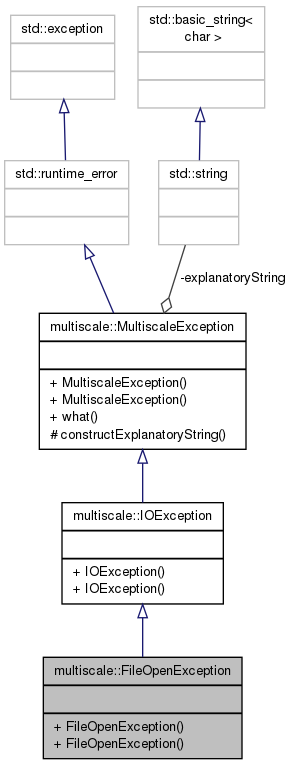 std::exception
std::basic_string<
char >
std::runtime_error
std::string
-explanatoryString
multiscale::MultiscaleException
+ MultiscaleException()
+ MultiscaleException()
+ what()
# constructExplanatoryString()
multiscale::IOException
+ IOException()
+ IOException()
multiscale::FileOpenException
+ FileOpenException()
+ FileOpenException()